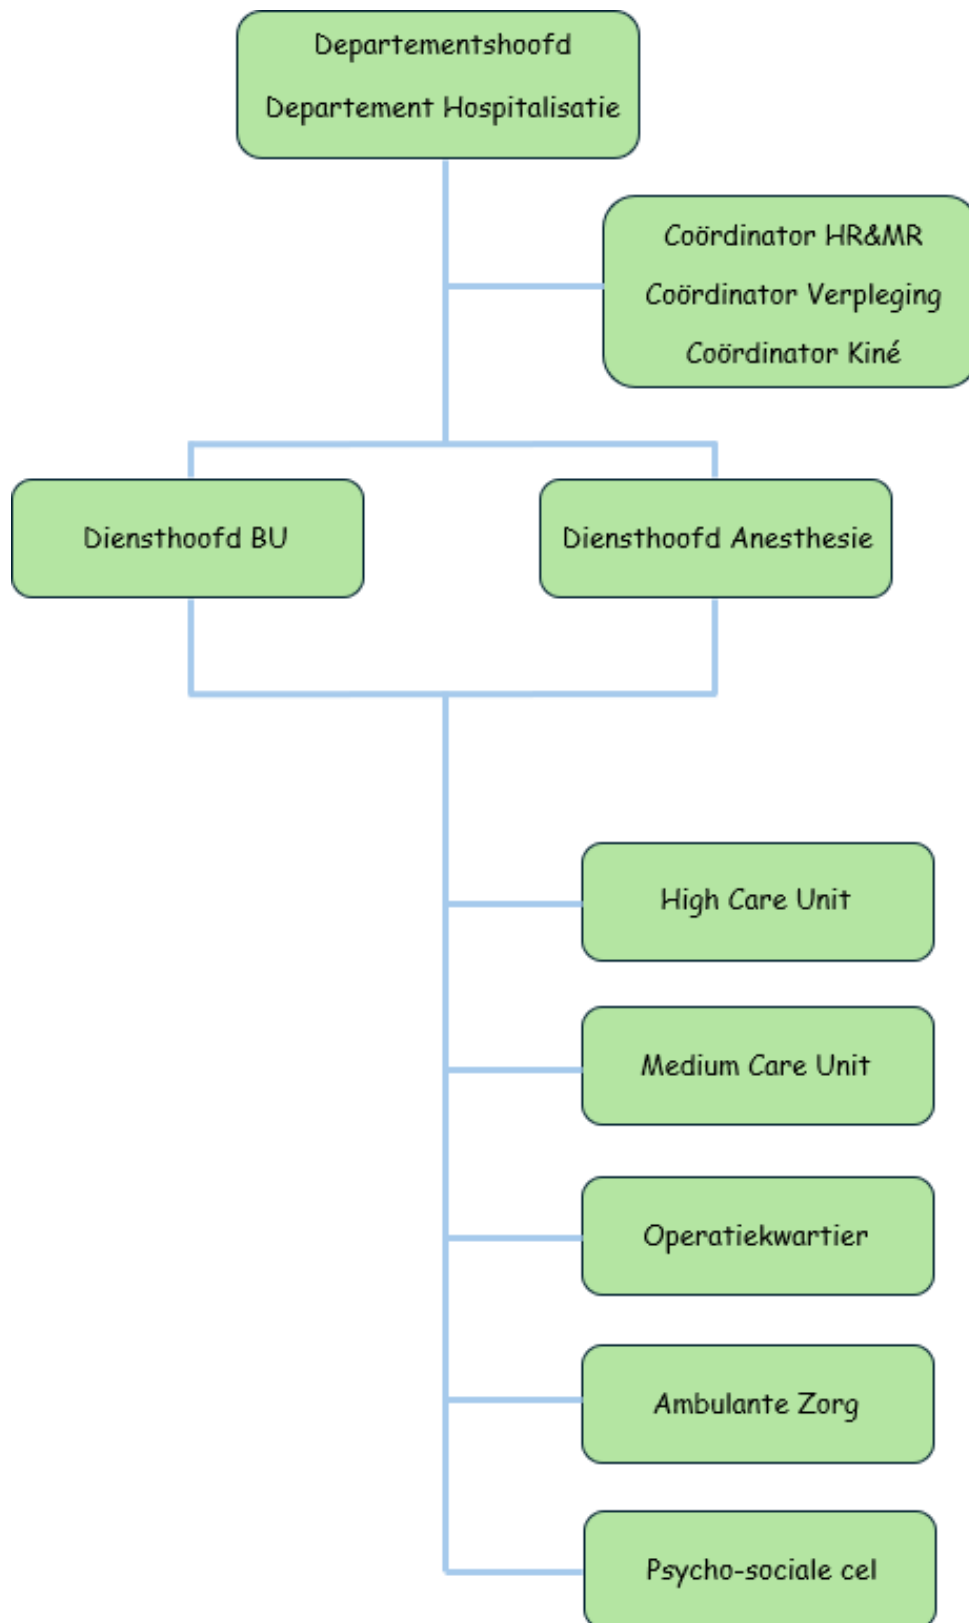 Departementshoofd
Departement Hospitalisatie
Coördinator HR&MR
Coördinator Verpleging
Coördinator Kiné
Diensthoofd BU
Diensthoofd Anesthesie
High Care Unit
Medium Care Unit
Operatiekwartier
Ambulante Zorg
Psycho-sociale cel